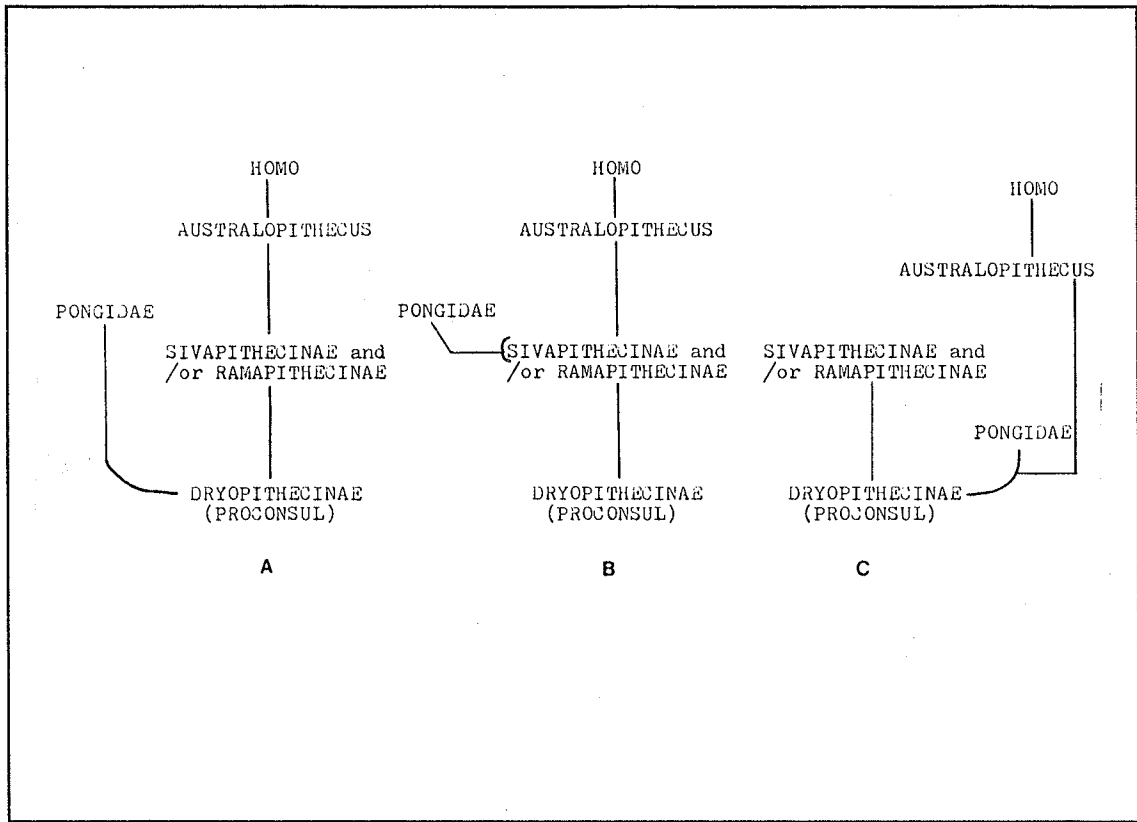 HOMO
AUSTRALOPITHECUS
PONGIDAE
SIVAPITHECINAE and
/or RAMAPITHECINAE
DRYOPITHECINAE
(PROCONSUL)
A
HOMO
AUSTRALOPITHECUS
PONGIDAE
SIVAPITHECINAE and
/or RAMAPITHECINAE
DRYOPITHECINAE
(PROCONSUL)
B
HOMO
AUSTRALOPITHECUS
SIVAPITHECINAE and
/or RAMAPITHECINAE
PONGIDAE
DRYOPITHECINAE
(PROCONSUL)
C